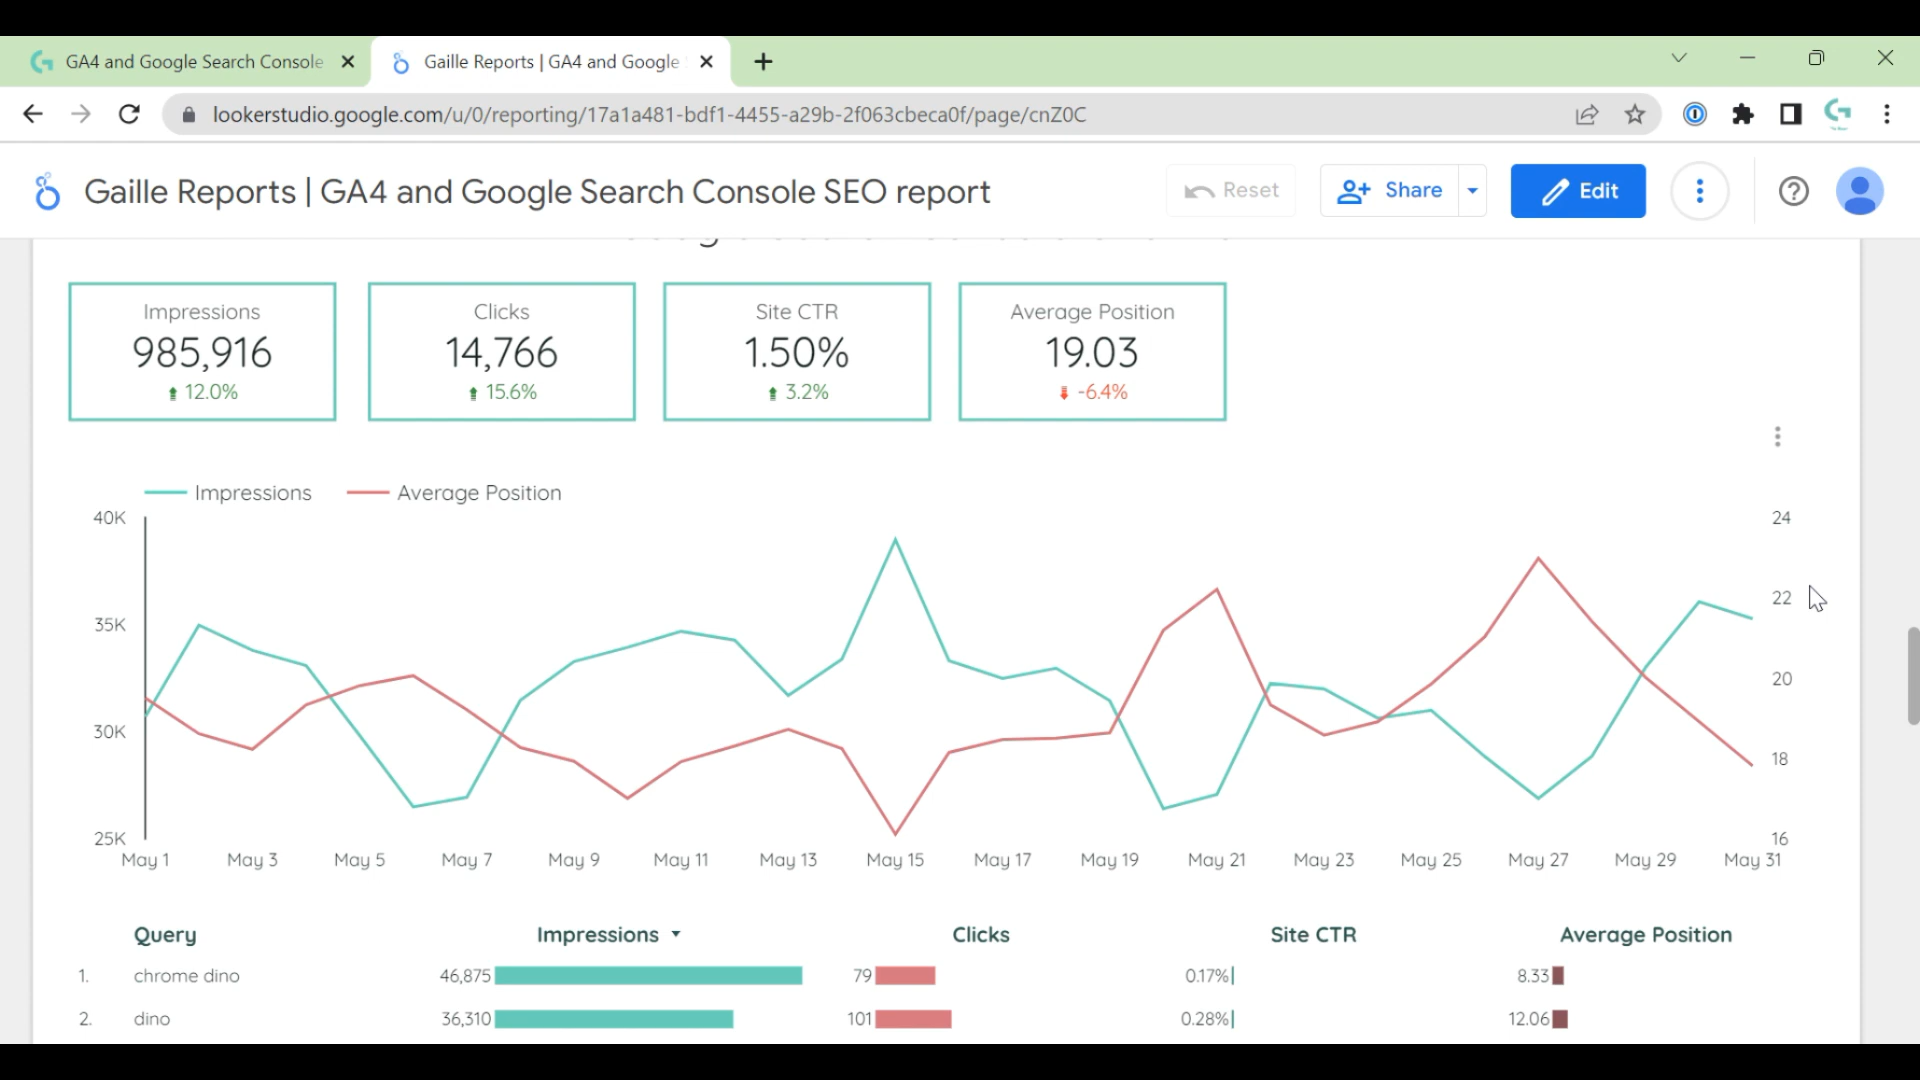 GA4 and Google Search Console
Gaille Reports | GA4 and Google
lookerstudio.google.com/u/0/reporting/17a1a481-bdf1-4455-a29b-2f063cbeca0f/page/cnZ0C
Gaille Reports | GA4 and Google Search Console SEO report
Reset
Share
Edit
Impressions
985,916
12.0%
Clicks
14,766
15.6%
Site CTR
1.50%
3.2%
Average Position
19.03
-6.4%
Impressions Average Position
40K
35K
30K
25K
24
22
20
18
16
May 1 May 3 May 5 May 7 May 9 May 11 May 13 May 15 May 17 May 19 May 21 May 23 May 25 May 27 May 29 May 31
Query Impressions Clicks Site CTR Average Position
1. chrome dino 46,875 79 0.17% 8.33
2. dino 36,310 101 0.28% 12.06